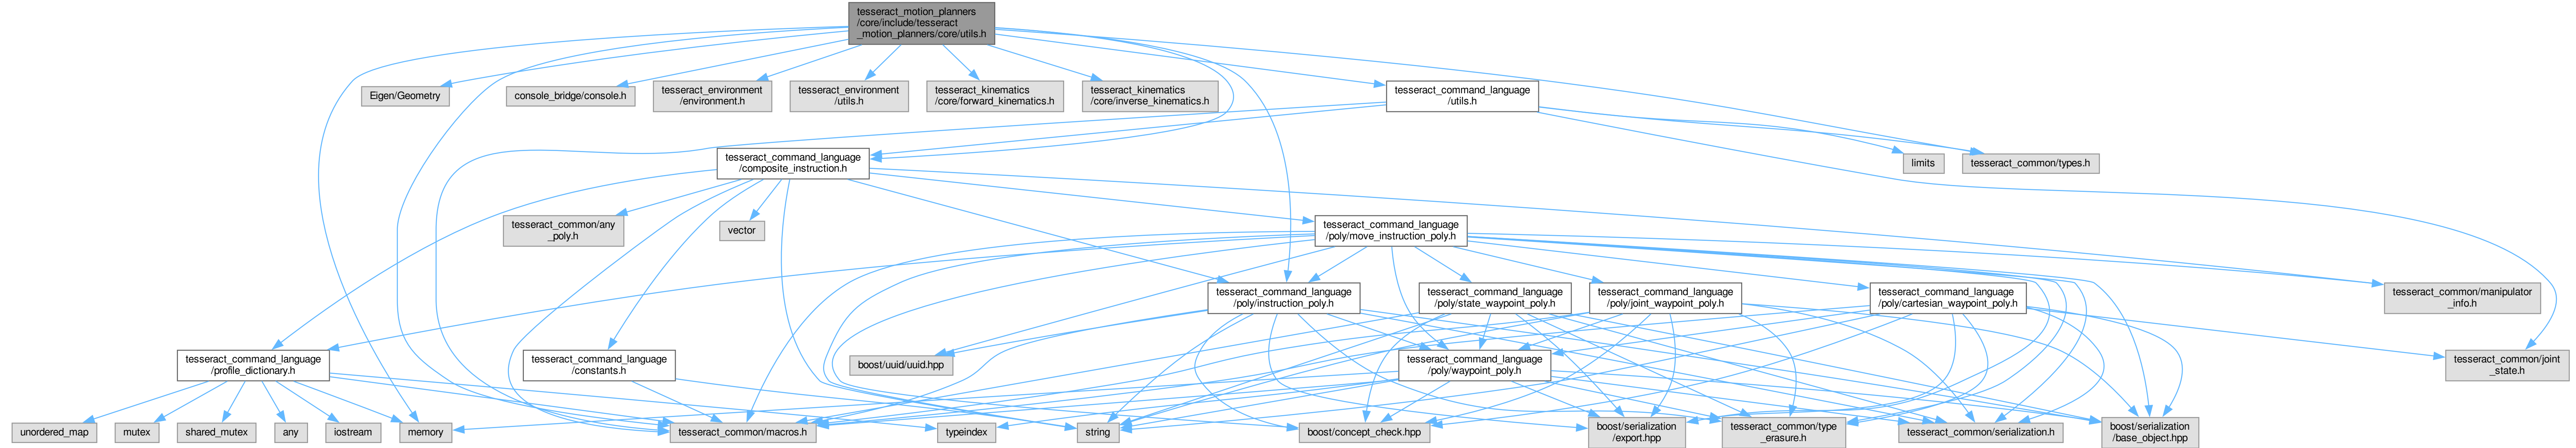 tesseract_motion_planners
/core/include/tesseract
_motion_planners/core/utils.h
Eigen/Geometry
console_bridge/console.h
tesseract_environment
/environment.h
tesseract_environment
/utils.h
tesseract_kinematics
/core/forward_kinematics.h
tesseract_kinematics
/core/inverse_kinematics.h
tesseract_command_language
/utils.h
tesseract_command_language
/composite_instruction.h
limits
tesseract_common/types.h
tesseract_common/any
_poly.h
vector
tesseract_command_language
/poly/move_instruction_poly.h
tesseract_command_language
/poly/instruction_poly.h
tesseract_command_language
/poly/state_waypoint_poly.h
tesseract_command_language
/poly/joint_waypoint_poly.h
tesseract_command_language
/poly/cartesian_waypoint_poly.h
tesseract_common/manipulator
_info.h
tesseract_command_language
/profile_dictionary.h
tesseract_command_language
/constants.h
boost/uuid/uuid.hpp
tesseract_command_language
/poly/waypoint_poly.h
tesseract_common/joint
_state.h
unordered_map
mutex
shared_mutex
any
iostream
memory
tesseract_common/macros.h
typeindex
string
boost/concept_check.hpp
boost/serialization
/export.hpp
tesseract_common/type
_erasure.h
tesseract_common/serialization.h
boost/serialization
/base_object.hpp